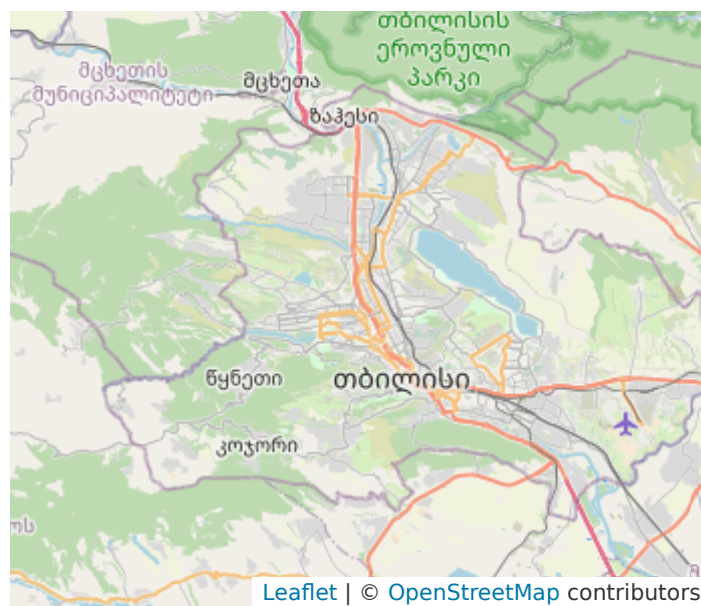 თბილისის
ეროვნული
პარკი
მცხეთის
მუნიციპალიტეტი
მცხეთა
ზაჰესი
წყნეთი
თბილისი
კოჯორი
Leaflet | © OpenStreetMap contributors